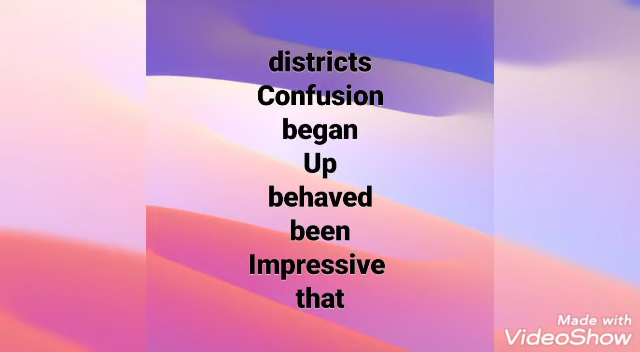 districts
Confusion
began
Up
behaved
been
Impressive
that
Made with
VideoShow